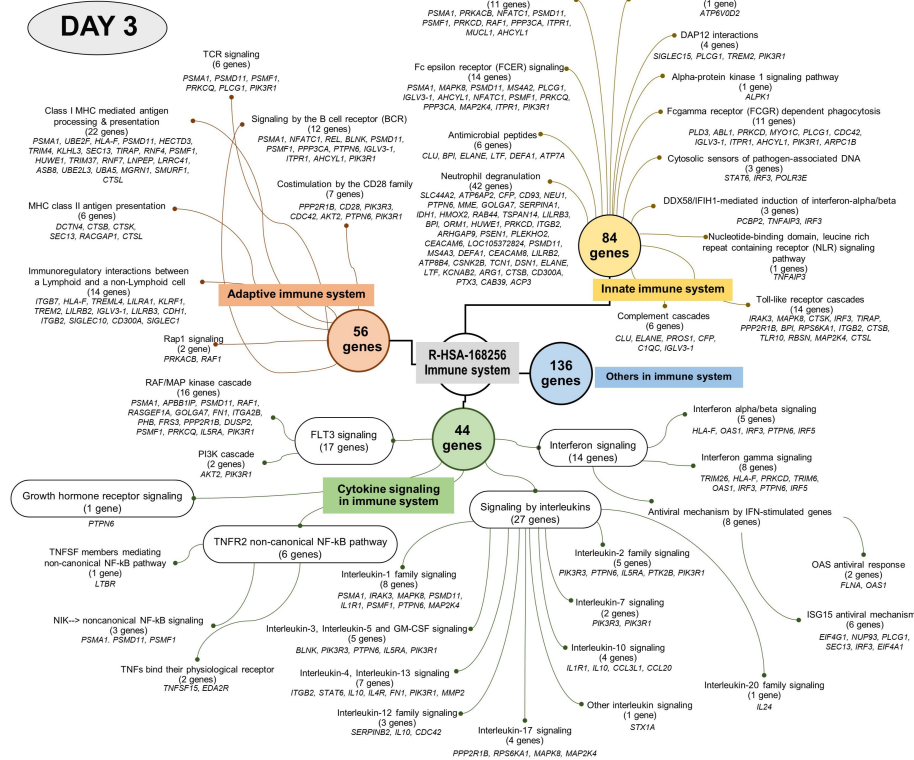 DAY 3
(11 genes)
PSMA1, PRKACB, NFATC1, PSMD11,
PSMF1, PRKCD, RAF1, PPP3CA, ITPR1,
MUCL1, AHCYL1
(1 gene)
ATP6V0D2
DAP12 interactions
(4 genes)
SIGLEC15, PLCG1, TREM2, PIK3R1
TCR signaling
(6 genes)
PSMA1, PSMD11, PSMF1,
PRKCQ, PLCG1, PIK3R1
Fc epsilon receptor (FCER) signaling
(14 genes)
PSMA1, MAPK8, PSMD11, MS4A2, PLCG1,
IGLV3-1, AHCYL1, NFATC1, PSMF1, PRKCQ,
PPP3CA, MAP2K4, ITPR1, PIK3R1
Alpha-protein kinase 1 signaling pathway
(1 gene)
ALPK1
Class I MHC mediated antigen
processing & presentation
(22 genes)
PSMA1, UBE2F, HLA-F, PSMD11, HECTD3,
TRIM4, KLHL3, SEC13, TIRAP, RNF4, PSMF1,
HUWE1, TRIM37, RNF7, LNPEP, LRRC41,
ASB8, UBE2L3, UBA5, MGRN1, SMURF1,
CTSL
Signaling by the B cell receptor (BCR)
(12 genes)
PSMA1, NFATC1, REL, BLNK, PSMD11,
PSMF1, PPP3CA, PTPN6, IGLV3-1,
ITPR1, AHCYL1, PIK3R1
Fcgamma receptor (FCGR) dependent phagocytosis
(11 genes)
PLD3, ABL1, PRKCD, MYO1C, PLCG1, CDC42,
IGLV3-1, ITPR1, AHCYL1, PIK3R1, ARPC1B
Antimicrobial peptides
(6 genes)
CLU, BPI, ELANE, LTF, DEFA1, ATP7A
Cytosolic sensors of pathogen-associated DNA
(3 genes)
STAT6, IRF3, POLR3E
Costimulation by the CD28 family
(7 genes)
PPP2R1B, CD28, PIK3R3,
CDC42, AKT2, PTPN6, PIK3R1
Neutrophil degranulation
(42 genes)
SLC44A2, ATP6AP2, CFP, CD93, NEU1,
PTPN6, MME, GOLGA7, SERPINA1,
IDH1, HMOX2, RAB44, TSPAN14, LILRB3,
BPI, ORM1, HUWE1, PRKCD, ITGB2,
ARHGAP9, PSEN1, PLEKHO2,
CEACAM6, LOC105372824, PSMD11,
MS4A3, DEFA1, CEACAM8, LILRB2,
ATP8B4, CSNK2B, TCN1, DSN1, ELANE,
LTF, KCNAB2, ARG1, CTSB, CD300A,
PTX3, CAB39, ACP3
MHC class II antigen presentation
(6 genes)
DCTN4, CTSB, CTSK,
SEC13, RACGAP1, CTSL
DDX58/IFIH1-mediated induction of interferon-alpha/beta
(3 genes)
PCBP2, TNFAIP3, IRF3
Nucleotide-binding domain, leucine rich
repeat containing receptor (NLR) signaling
pathway
(1 genes)
TNFAIP3
84
genes
Innate immune system
Immunoregulatory interactions between
a Lymphoid and a non-Lymphoid cell
(14 genes)
ITGB7, HLA-F, TREML4, LILRA1, KLRF1,
TREM2, LILRB2, IGLV3-1, LILRB3, CDH1,
ITGB2, SIGLEC10, CD300A, SIGLEC1
Adaptive immune system
Toll-like receptor cascades
(14 genes)
IRAK3, MAPK8, CTSK, IRF3, TIRAP,
PPP2R1B, BPI, RPS6KA1, ITGB2, CTSB,
TLR10, RBSN, MAP2K4, CTSL
Complement cascades
(6 genes)
CLU, ELANE, PROS1, CFP,
C1QC, IGLV3-1
56
genes
Rap1 signaling
(2 gene)
PRKACB, RAF1
R-HSA-168256
Immune system
136
genes
Others in immune system
RAF/MAP kinase cascade
(16 genes)
PSMA1, APBB1IP, PSMD11, RAF1,
RASGEF1A, GOLGA7, FN1, ITGA2B,
PHB, FRS3, PPP2R1B, DUSP2,
PSMF1, PRKCQ, IL5RA, PIK3R1
FLT3 signaling
(17 genes)
44
genes
Interferon signaling
(14 genes)
Interferon alpha/beta signaling
(5 genes)
HLA-F, OAS1, IRF3, PTPN6, IRF5
PI3K cascade
(2 genes)
AKT2, PIK3R1
Interferon gamma signaling
(8 genes)
TRIM26, HLA-F, PRKCD, TRIM6,
OAS1, IRF3, PTPN6, IRF5
Growth hormone receptor signaling
(1 gene)
PTPN6
Cytokine signaling
in immune system
Signaling by interleukins
(27 genes)
Antiviral mechanism by IFN-stimulated genes
(8 genes)
TNFR2 non-canonical NF-kB pathway
(6 genes)
TNFSF members mediating
non-canonical NF-kB pathway
(1 gene)
LTBR
Interleukin-2 family signaling
(5 genes)
PIK3R3, PTPN6, IL5RA, PTK2B, PIK3R1
OAS antiviral response
(2 genes)
FLNA, OAS1
Interleukin-1 family signaling
(8 genes)
PSMA1, IRAK3, MAPK8, PSMD11,
IL1R1, PSMF1, PTPN6, MAP2K4
Interleukin-7 signaling
(2 genes)
PIK3R3, PIK3R1
NIK--> noncanonical NF-kB signaling
(3 genes)
PSMA1, PSMD11, PSMF1
Interleukin-3, Interleukin-5 and GM-CSF signaling
(5 genes)
BLNK, PIK3R3, PTPN6, IL5RA, PIK3R1
ISG15 antiviral mechanism
(6 genes)
EIF4G1, NUP93, PLCG1,
SEC13, IRF3, EIF4A1
Interleukin-10 signaling
(4 genes)
IL1R1, IL10, CCL3L1, CCL20
TNFs bind their physiological receptor
(2 genes)
TNFSF15, EDA2R
Interleukin-4, Interleukin-13 signaling
(7 genes)
ITGB2, STAT6, IL10, IL4R, FN1, PIK3R1, MMP2
Interleukin-20 family signaling
(1 gene)
IL24
Interleukin-12 family signaling
(3 genes)
SERPINB2, IL10, CDC42
Other interleukin signaling
(1 gene)
STX1A
Interleukin-17 signaling
(4 genes)
PPP2R1B, RPS6KA1, MAPK8, MAP2K4